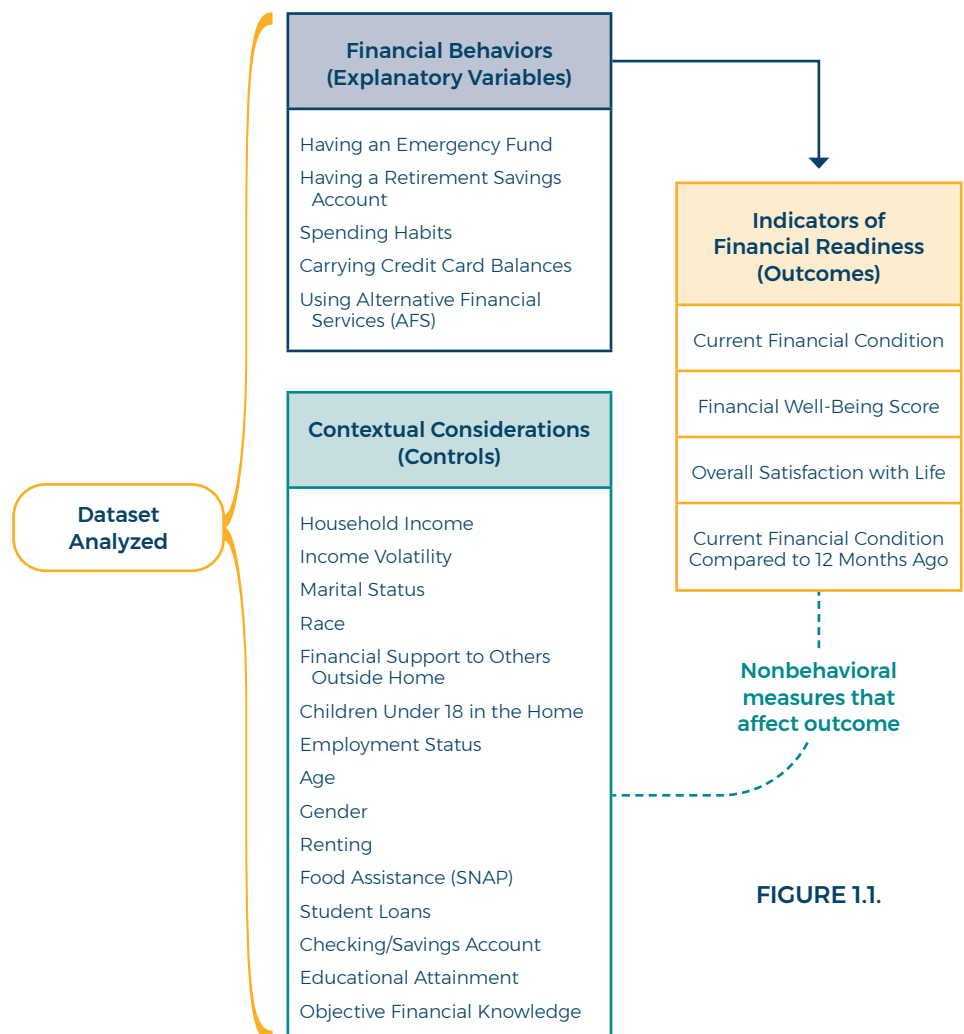 Dataset
Analyzed
Financial Behaviors
(Explanatory Variables)
Having an Emergency Fund
Having a Retirement Savings
Account
Spending Habits
Carrying Credit Card Balances
Using Alternative Financial
Services (AFS)
Contextual Considerations
(Controls)
Household Income
Income Volatility
Marital Status
Race
Financial Support to Others
Outside Home
Children Under 18 in the Home
Employment Status
Age
Gender
Renting
Food Assistance (SNAP)
Student Loans
Checking/Savings Account
Educational Attainment
Objective Financial Knowledge
Indicators of
Financial Readiness
(Outcomes)
Current Financial Condition
Financial Well-Being Score
Overall Satisfaction with Life
Current Financial Condition
Compared to 12 Months Ago
Nonbehavioral
measures that
affect outcome
FIGURE 1.1.